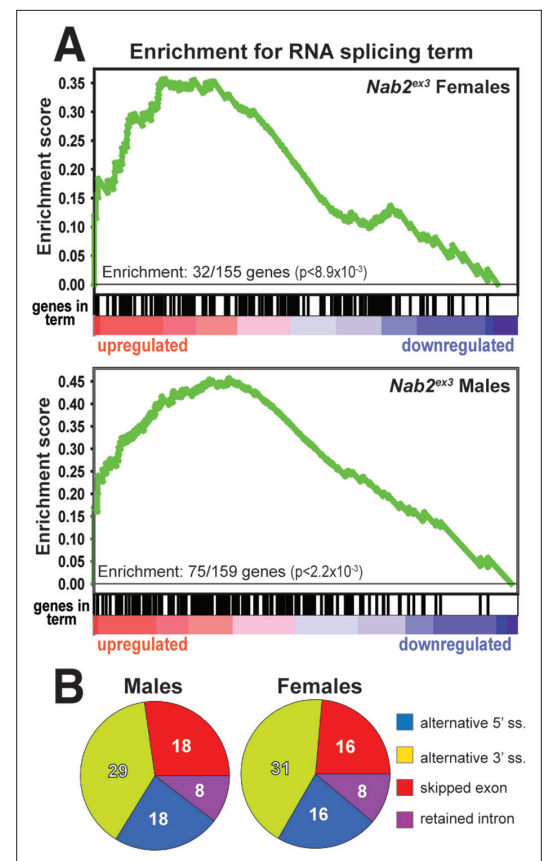 A
Enrichment for RNA splicing term
Nab2ex3 Females
Enrichment score
0.35
0.30
0.25
0.20
0.15
0.10
0.05
0.00
Enrichment: 32/155 genes (p<8.9x10-3)
genes in term
upregulated
downregulated
Nab2ex3 Males
Enrichment score
0.45
0.40
0.35
0.30
0.25
0.20
0.15
0.10
0.05
0.00
Enrichment: 75/159 genes (p<2.2x10-3)
genes in term
upregulated
downregulated
B
Males
Females
29
18
8
18
31
16
8
16
alternative 5' ss.
alternative 3' ss.
skipped exon
retained intron